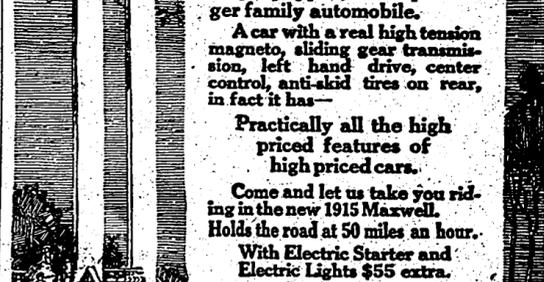 ger family automobile.
A car with a real high tension
magneto, sliding gear transmis-
sion, left hand drive, center
control, anti-skid tires on rear,
in fact it has—
Practically all the high
priced features of
high priced cars.
Come and let us take you rid-
ing in the new 1915 Maxwell.
Holds the road at 50 miles an hour.
With Electric Starter and
Electric Lights $55 extra.